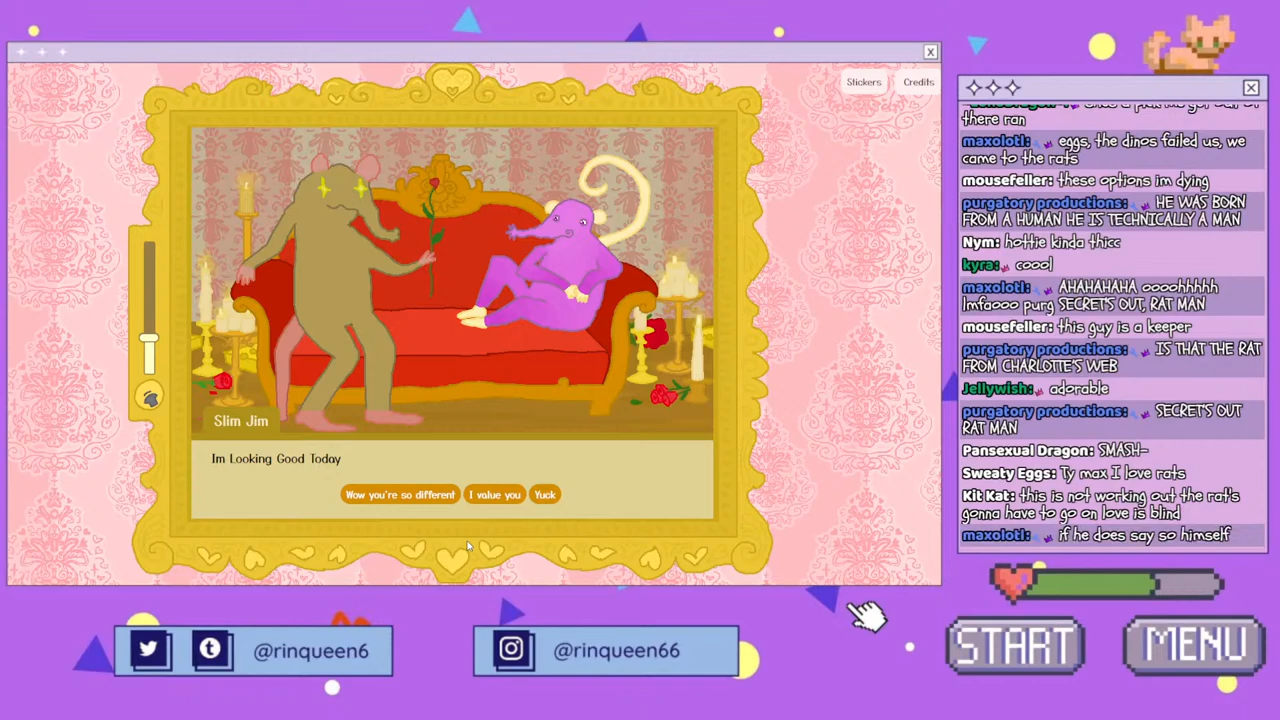 Stickers
Credits
Slim Jim
Im Looking Good Today
Wow you're so different
I value you
Yuck
there ran
maxolotl: eggs, the dinos failed us, we
came to the rats
mousefeller: these options im dying
purgatory productions: HE WAS BORN
FROM A HUMAN HE IS TECHNICALLY A MAN
Nym: hottie kinda thicc
kyra: coool
maxolotl: AHAHAHAHA oooohhhhh
lmfaooo purg SECRET'S OUT, RAT MAN
mousefeller: this guy is a keeper
purgatory productions: IS THAT THE RAT
FROM CHARLOTTE'S WEB
Jellywish: adorable
purgatory productions: SECRET'S OUT
RAT MAN
Pansexual Dragon: SMASH-
Sweaty Eggs: Ty max I love rats
Kit Kat: this is not working out the rat's
gonna have to go on love is blind
maxolotl: if he does say so himself
START
MENU
@rinqueen6
@rinqueen66